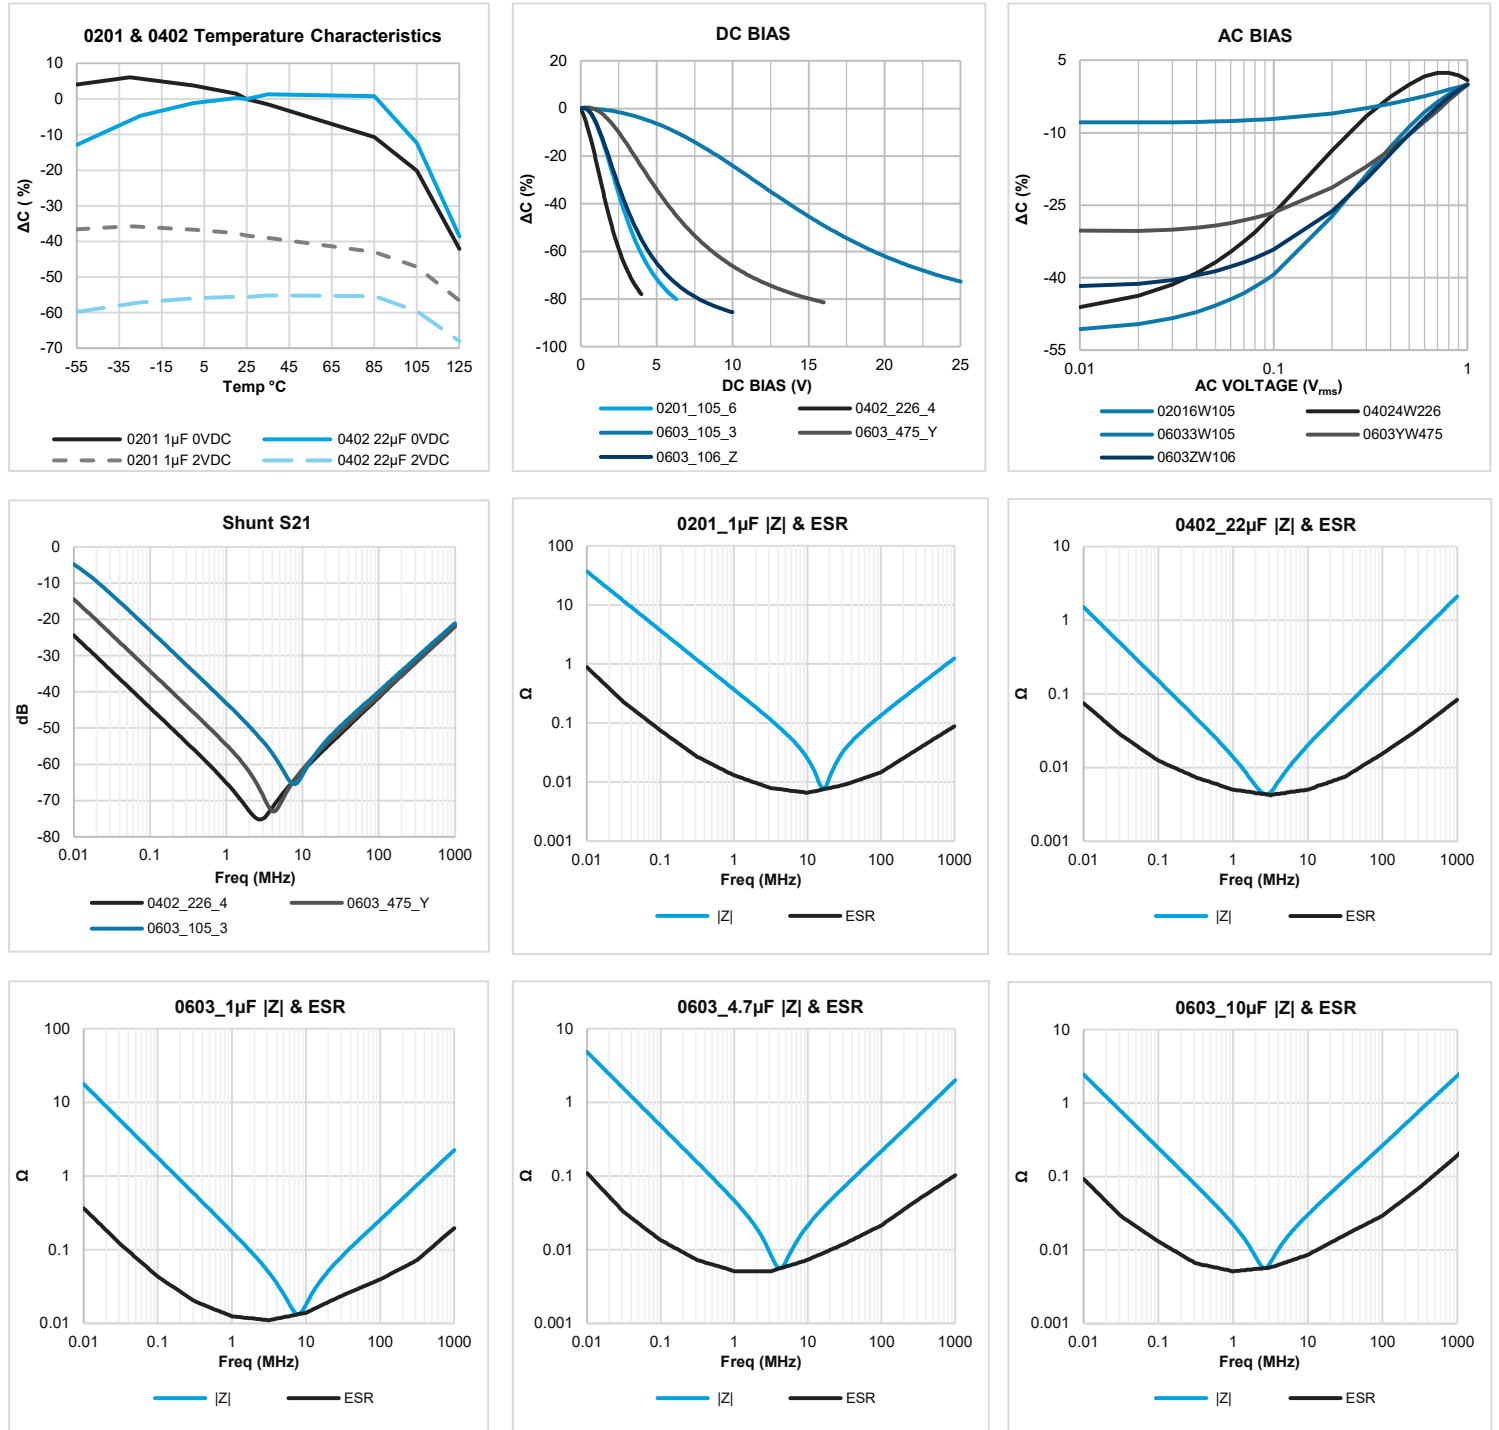 0201 & 0402 Temperature Characteristics
10
0
-10
-20
-30
-40
-50
-60
-70
ΔC ( %)
-55 -35 -15 5 25 45 65 85 105 125
Temp °C
0201 1µF 0VDC 0402 22µF 0VDC
0201 1µF 2VDC 0402 22µF 2VDC
DC BIAS
20
0
-20
-40
-60
-80
-100
ΔC (%)
0 5 10 15 20 25
DC BIAS (V)
0201_105_6 0402_226_4
0603_105_3 0603_475_Y
0603_106_Z
AC BIAS
5
-10
-25
-40
-55
ΔC (%)
0.01 0.1 1
AC VOLTAGE (Vrms)
02016W105 04024W226
06033W105 0603YW475
0603ZW106
Shunt S21
0
-10
-20
-30
-40
-50
-60
-70
-80
dB
0.01 0.1 1 10 100 1000
Freq (MHz)
0402_226_4 0603_475_Y
0603_105_3
0201_1µF |Z| & ESR
100
10
1
0.1
0.01
0.001
Ω
0.01 0.1 1 10 100 1000
Freq (MHz)
|Z| ESR
0402_22µF |Z| & ESR
10
1
0.1
0.01
0.001
Ω
0.01 0.1 1 10 100 1000
Freq (MHz)
|Z| ESR
0603_1µF |Z| & ESR
100
10
1
0.1
0.01
Ω
0.01 0.1 1 10 100 1000
Freq (MHz)
|Z| ESR
0603_4.7µF |Z| & ESR
10
1
0.1
0.01
0.001
Ω
0.01 0.1 1 10 100 1000
Freq (MHz)
|Z| ESR
0603_10µF |Z| & ESR
10
1
0.1
0.01
0.001
Ω
0.01 0.1 1 10 100 1000
Freq (MHz)
|Z| ESR